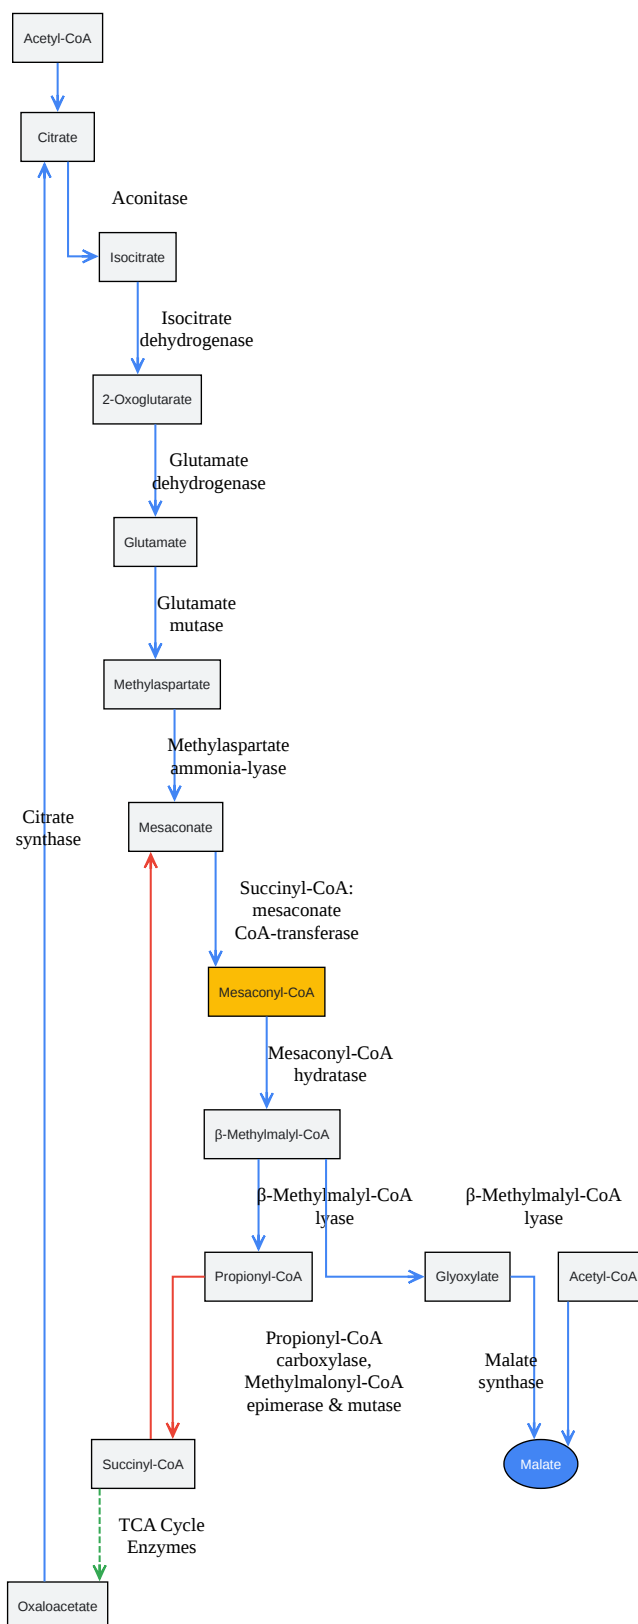 Acetyl-CoA
Citrate
Aconitase
Isocitrate
Isocitrate
dehydrogenase
2-Oxoglutarate
Glutamate
dehydrogenase
Glutamate
Glutamate
mutase
Methylaspartate
Methylaspartate
ammonia-lyase
Citrate
synthase
Mesaconate
Succinyl-CoA:
mesaconate
CoA-transferase
Mesaconyl-CoA
Mesaconyl-CoA
hydratase
β-Methylmalyl-CoA
β-Methylmalyl-CoA
lyase
β-Methylmalyl-CoA
lyase
Propionyl-CoA
Glyoxylate
Acetyl-CoA
Propionyl-CoA
carboxylase,
Methylmalonyl-CoA
epimerase & mutase
Malate
synthase
Succinyl-CoA
Malate
TCA Cycle
Enzymes
Oxaloacetate